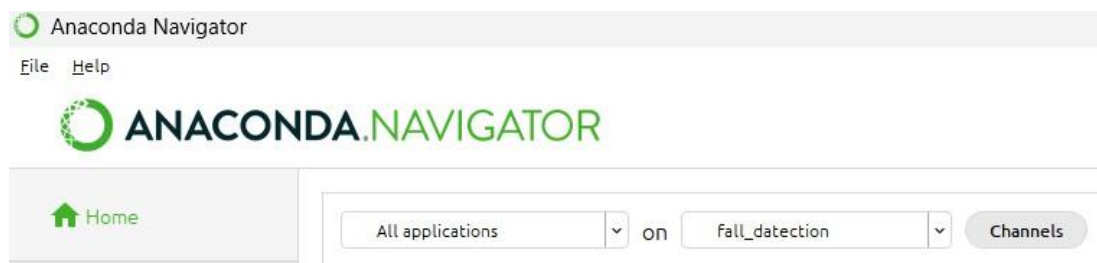 Anaconda Navigator
File Help
ANACONDA.NAVIGATOR
Home
All applications on fall_datection Channels